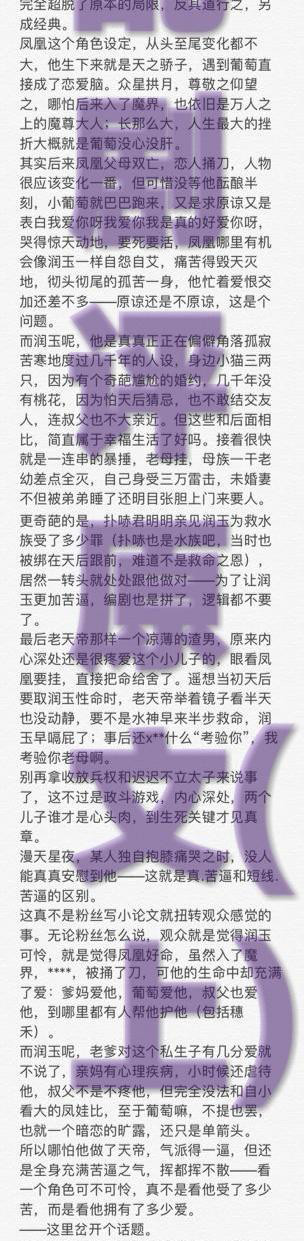 完全超脱了原本的局限，反其道行之，另
成经典。
凤凰这个角色设定，从头至尾变化都不
大，他生下来就是天之骄子，遇到葡萄直
接成了恋爱脑。众星拱月，尊敬之仰望
之，哪怕后来入了魔界，也依旧是万人之
上的魔尊大人；长那么大，人生最大的挫
折大概就是葡萄没心没肝。
其实后来凤凰父母双亡，恋人捅刀，人物
很应该变化一番，但可惜没等他酝酿半
刻，小葡萄就巴巴跑来，又是求原谅又是
表白我爱你呀我爱你我是真的好爱你呀，
哭得惊天动地，要死要活，凤凰哪里有机
会像润玉一样自怨自艾，痛苦得毁天灭
地，彻头彻尾的孤苦一身，他忙着爱恨交
加还差不多——原谅还是不原谅，这是个
问题。
而润玉呢，他是真真正正在偏僻角落孤寂
苦寒地度过几千年的人设，身边小猫三两
只，因为有个奇葩尴尬的婚约，几千年没
有桃花，因为怕天后猜忌，也不敢结交友
人，连叔父也不大亲近。但这些和后面相
比，简直属于幸福生活了好吗。接着很快
就是一连串的暴捶，老母挂，母族一干老
幼差点全灭，自己身受三万雷击，未婚妻
不但被弟弟睡了还明目张胆上门来要人。
更奇葩的是，扑哧君明明亲见润玉为救水
族受了多少罪（扑哧也是水族吧，当时也
被绑在天后跟前，难道不是救命之恩），
居然一转头就处处跟他做对——为了让润
玉更加苦逼，编剧也是拼了，逻辑都不要
了。
最后老天帝那样一个凉薄的渣男，原来内
心深处还是很疼爱这个小儿子的，眼看凤
凰要挂，直接把命给舍了。遥想当初天后
要取润玉性命时，老天帝举着镜子看半天
也没动静，要不是水神早来半步救命，润
玉早嗝屁了；事后还x**什么“考验你”，我
考验你老母啊。
别再拿收放兵权和迟迟不立太子来说事
了，这不过是政斗游戏，内心深处，两个
儿子谁才是心头肉，到生死关键才见真
章。
漫天星夜，某人独自抱膝痛哭之时，没人
能真真安慰到他——这就是真.苦逼和短线.
苦逼的区别。
这真不是粉丝写小论文就扭转观众感觉的
事。无论粉丝怎么说，观众就是觉得润玉
可怜，就是觉得凤凰好命，虽然入了魔
界，****，被捅了刀，可他的生命中却充满
了爱：爹妈爱他，葡萄爱他，叔父也爱
他，到哪里都有人帮他护他（包括穗
禾）。
而润玉呢，老爹对这个私生子有几分爱就
不说了，亲妈有心理疾病，小时候还虐待
他，叔父不是不疼他，但完全没法和自小
看大的凤娃比，至于葡萄嘛，不提也罢，
也就一个暗恋的旷露，还只是单箭头。
所以哪怕他做了天帝，气派得一逼，但还
是全身充满苦逼之气，挥都挥不散——看
一个角色可不可怜，真不是看他受了多少
苦，而是看他拥有了多少爱。
——这里岔开个话题。